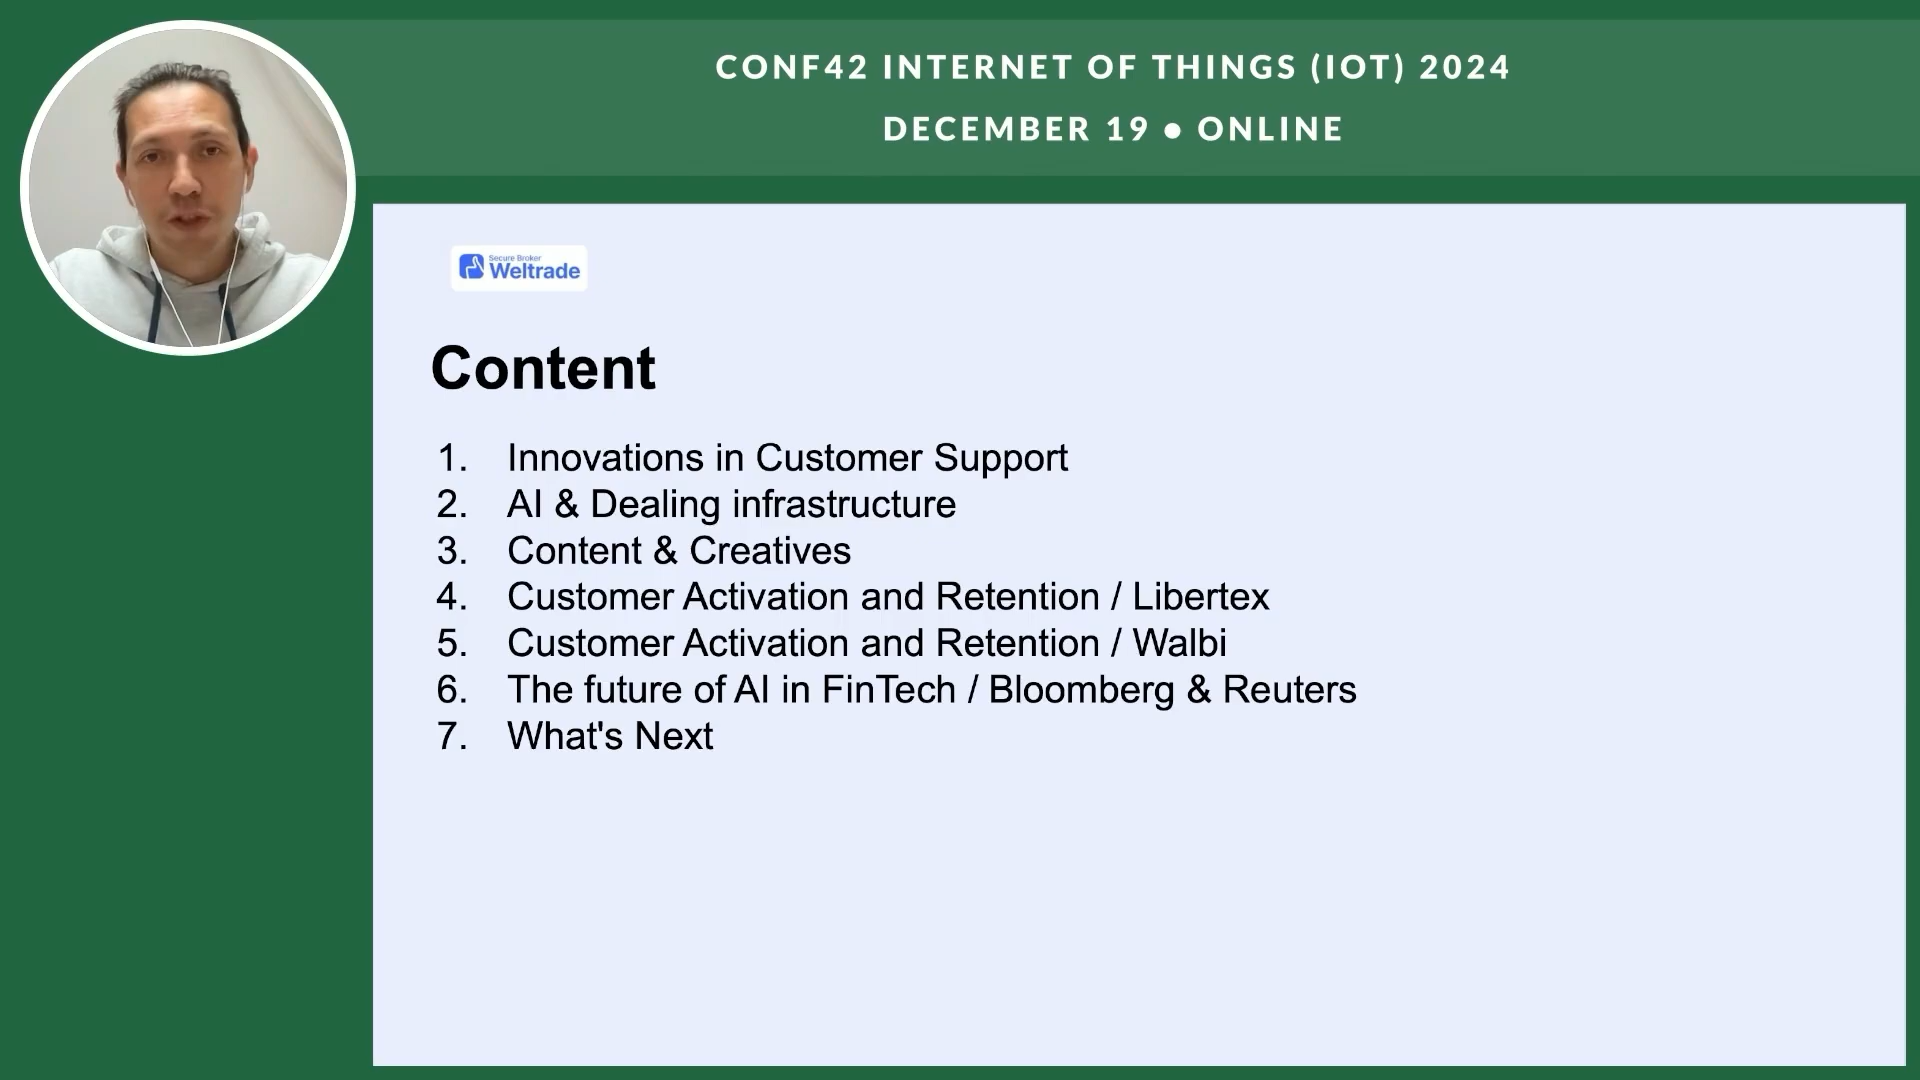 CONF42 INTERNET OF THINGS (IOT) 2024
DECEMBER 19 ● ONLINE
Secure Broker
Weltrade
Content
1. Innovations in Customer Support
2. AI & Dealing infrastructure
3. Content & Creatives
4. Customer Activation and Retention / Libertex
5. Customer Activation and Retention / Walbi
6. The future of AI in FinTech / Bloomberg & Reuters
7. What's Next